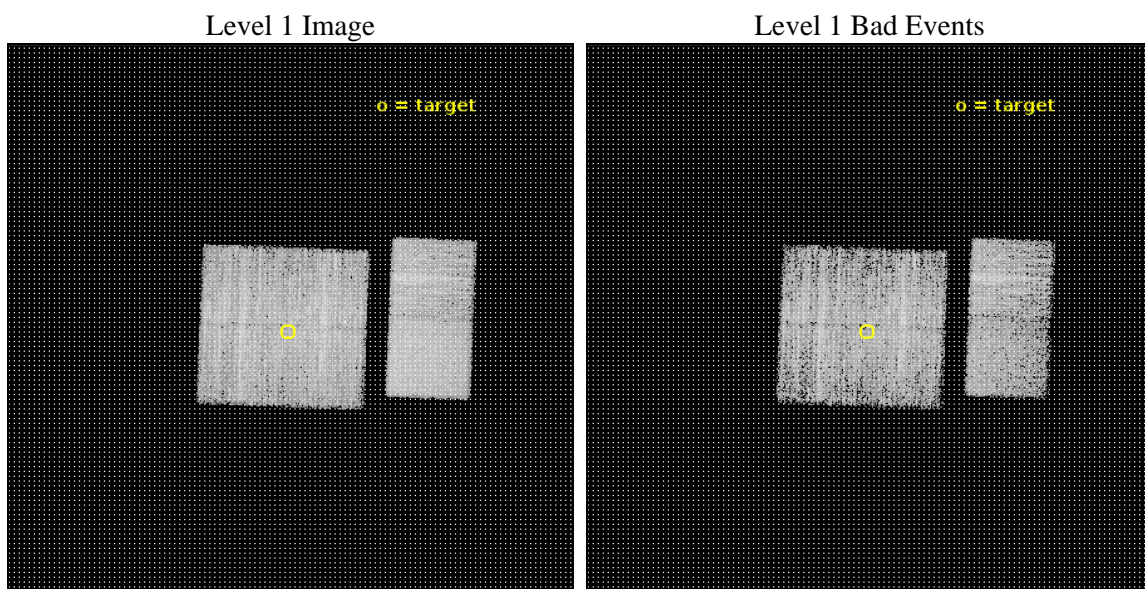 Level 1 Image
Level 1 Bad Events
o = target
o = target